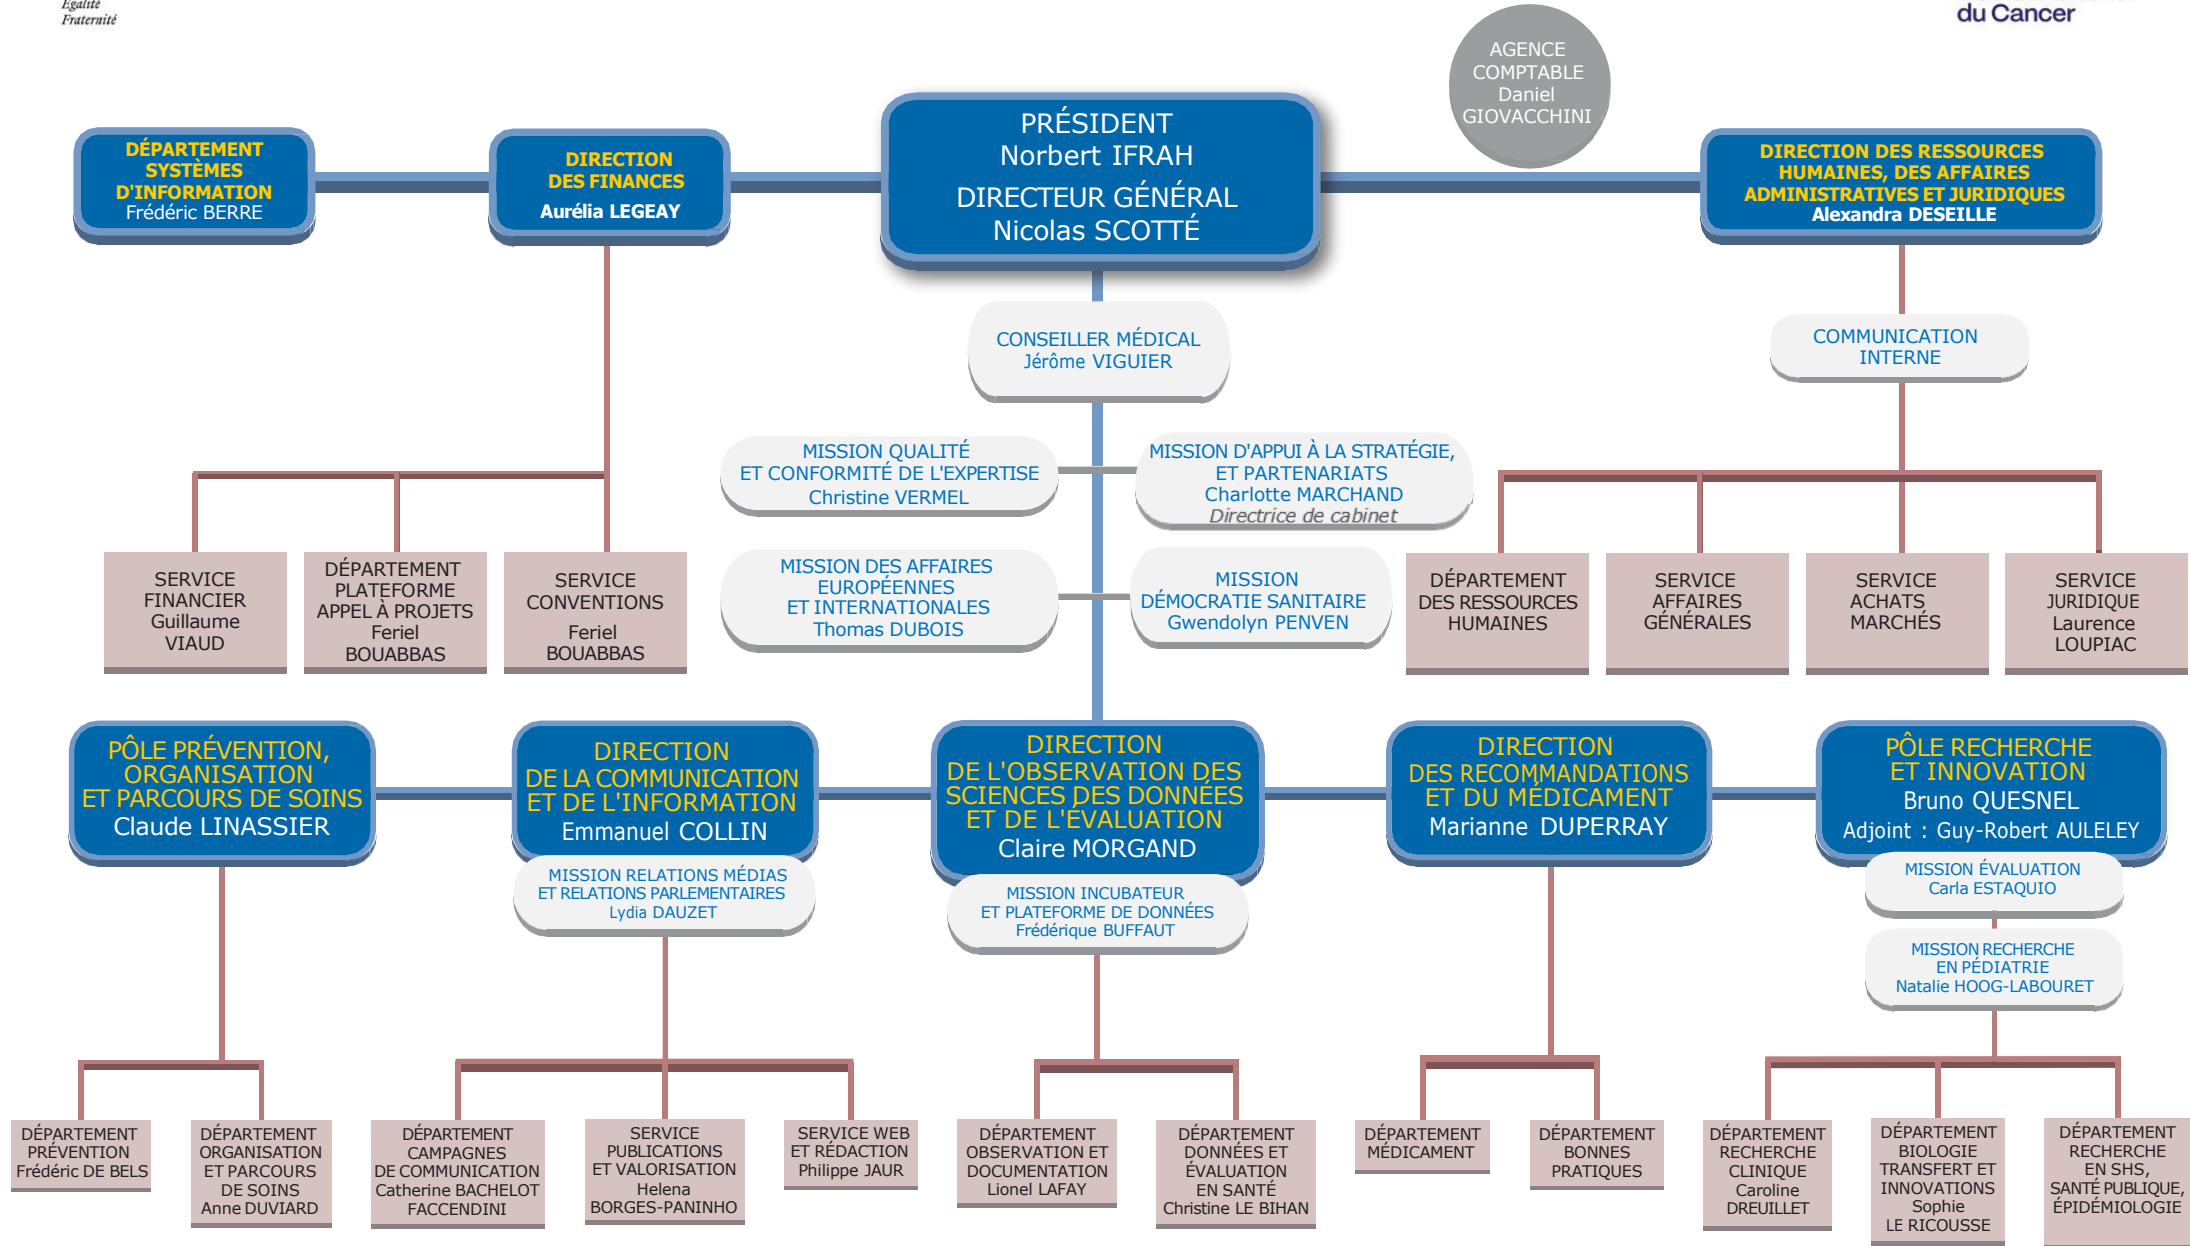 Égalité
Fraternité
du Cancer
AGENCE
COMPTABLE
Daniel
GIOVACCHINI
DÉPARTEMENT
SYSTÈMES
D'INFORMATION
Frédéric BERRE
DIRECTION
DES FINANCES
Aurélia LEGEAY
PRÉSIDENT
Norbert IFRAH
DIRECTEUR GÉNÉRAL
Nicolas SCOTTÉ
DIRECTION DES RESSOURCES
HUMAINES, DES AFFAIRES
ADMINISTRATIVES ET JURIDIQUES
Alexandra DESEILLE
CONSEILLER MÉDICAL
Jérôme VIGUIER
COMMUNICATION
INTERNE
MISSION QUALITÉ
ET CONFORMITÉ DE L'EXPERTISE
Christine VERMEL
MISSION D'APPUI À LA STRATÉGIE,
ET PARTENARIATS
Charlotte MARCHAND
Directrice de cabinet
MISSION DES AFFAIRES
EUROPÉENNES
ET INTERNATIONALES
Thomas DUBOIS
MISSION
DÉMOCRATIE SANITAIRE
Gwendolyn PENVEN
SERVICE
FINANCIER
Guillaume
VIAUD
DÉPARTEMENT
PLATEFORME
APPEL À PROJETS
Feriel
BOUABBAS
SERVICE
CONVENTIONS
Feriel
BOUABBAS
DÉPARTEMENT
DES RESSOURCES
HUMAINES
SERVICE
AFFAIRES
GÉNÉRALES
SERVICE
ACHATS
MARCHÉS
SERVICE
JURIDIQUE
Laurence
LOUPIAC
PÔLE PRÉVENTION,
ORGANISATION
ET PARCOURS DE SOINS
Claude LINASSIER
DIRECTION
DE LA COMMUNICATION
ET DE L'INFORMATION
Emmanuel COLLIN
DIRECTION
DE L'OBSERVATION DES
SCIENCES DES DONNÉES
ET DE L'ÉVALUATION
Claire MORGAND
DIRECTION
DES RECOMMANDATIONS
ET DU MÉDICAMENT
Marianne DUPERRAY
PÔLE RECHERCHE
ET INNOVATION
Bruno QUESNEL
Adjoint : Guy-Robert AULELEY
MISSION RELATIONS MÉDIAS
ET RELATIONS PARLEMENTAIRES
Lydia DAUZET
MISSION INCUBATEUR
ET PLATEFORME DE DONNÉES
Frédérique BUFFAUT
MISSION ÉVALUATION
Carla ESTAQUIO
MISSION RECHERCHE
EN PÉDIATRIE
Natalie HOOG-LABOURET
DÉPARTEMENT
PRÉVENTION
Frédéric DE BELS
DÉPARTEMENT
ORGANISATION
ET PARCOURS
DE SOINS
Anne DUVIARD
DÉPARTEMENT
CAMPAGNES
DE COMMUNICATION
Catherine BACHELOT
FACCENDINI
SERVICE
PUBLICATIONS
ET VALORISATION
Helena
BORGES-PANINHO
SERVICE WEB
ET RÉDACTION
Philippe JAUR
DÉPARTEMENT
OBSERVATION ET
DOCUMENTATION
Lionel LAFAY
DÉPARTEMENT
DONNÉES ET
ÉVALUATION
EN SANTÉ
Christine LE BIHAN
DÉPARTEMENT
MÉDICAMENT
DÉPARTEMENT
BONNES
PRATIQUES
DÉPARTEMENT
RECHERCHE
CLINIQUE
Caroline
DREUILLET
DÉPARTEMENT
BIOLOGIE
TRANSFERT ET
INNOVATIONS
Sophie
LE RICOUSSE
DÉPARTEMENT
RECHERCHE
EN SHS,
SANTÉ PUBLIQUE,
ÉPIDÉMIOLOGIE